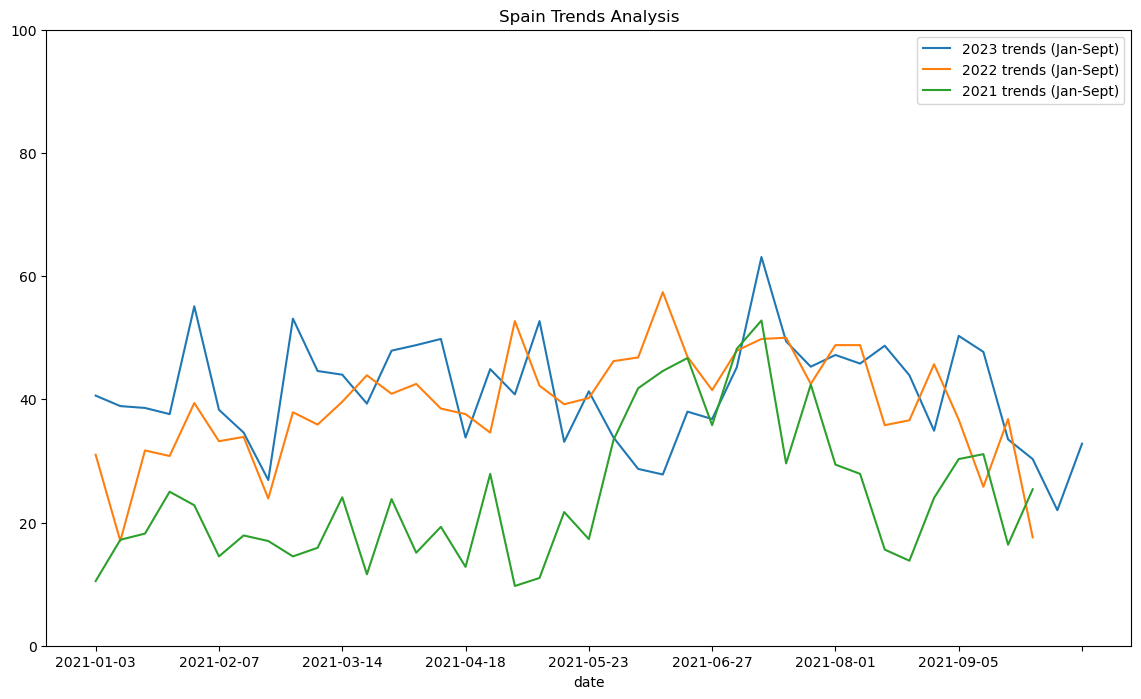 Spain Trends Analysis
100
80
60
40
20
0
2023 trends (Jan-Sept)
2022 trends (Jan-Sept)
2021 trends (Jan-Sept)
2021-01-03 2021-02-07 2021-03-14 2021-04-18 2021-05-23 2021-06-27 2021-08-01 2021-09-05
date